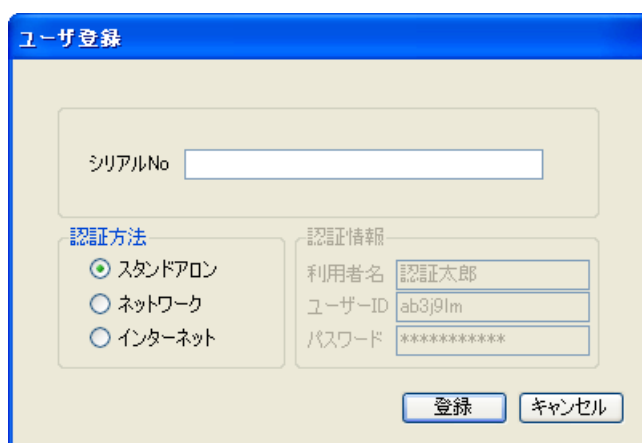 ユーザ登録
シリアルNo
認証方法
スタンドアロン
ネットワーク
インターネット
認証情報
利用者名 認証太郎
ユーザーID ab3j9lm
パスワード ***********
登録 キャンセル